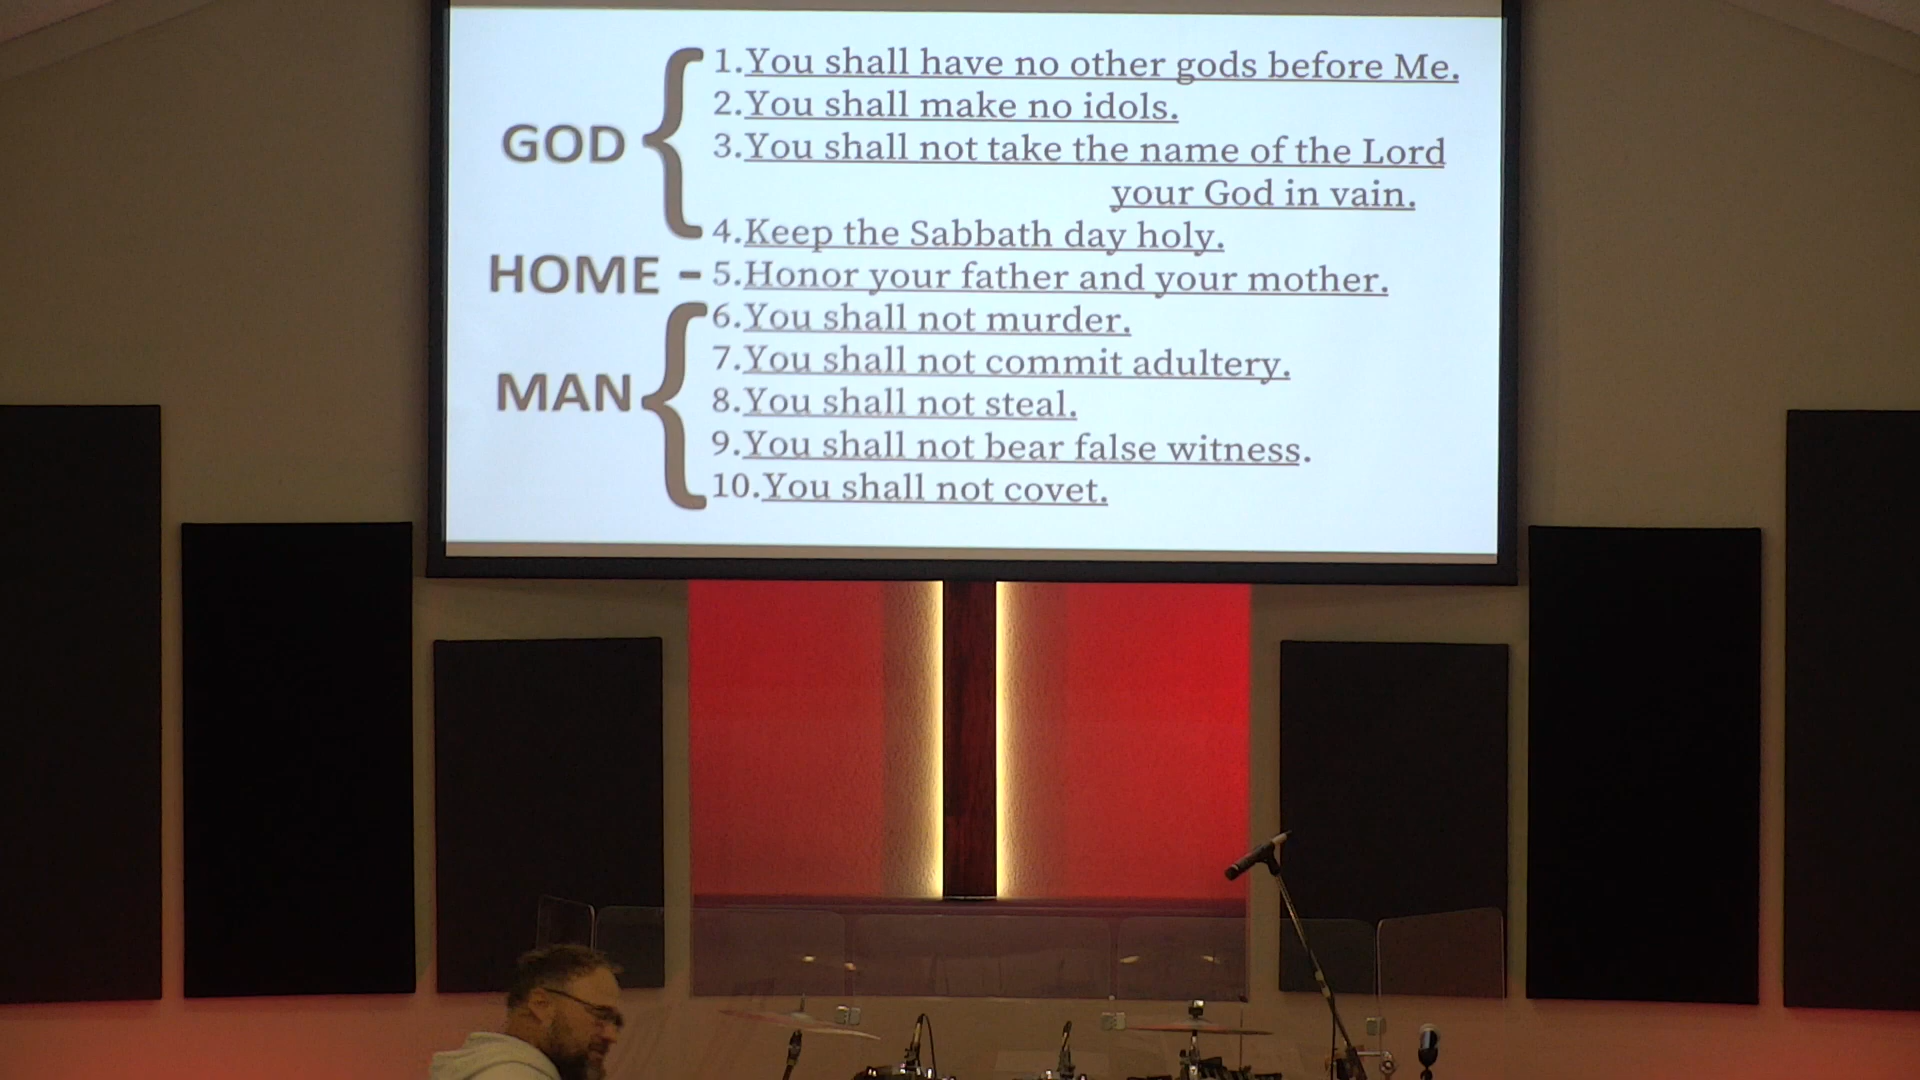 1.You shall have no other gods before Me.
2.You shall make no idols.
GOD
3.You shall not take the name of the Lord
your God in vain.
4.Keep the Sabbath day holy.
HOME - 5.Honor your father and your mother.
6.You shall not murder.
7.You shall not commit adultery.
MAN
8.You shall not steal.
9.You shall not bear false witness.
10.You shall not covet.